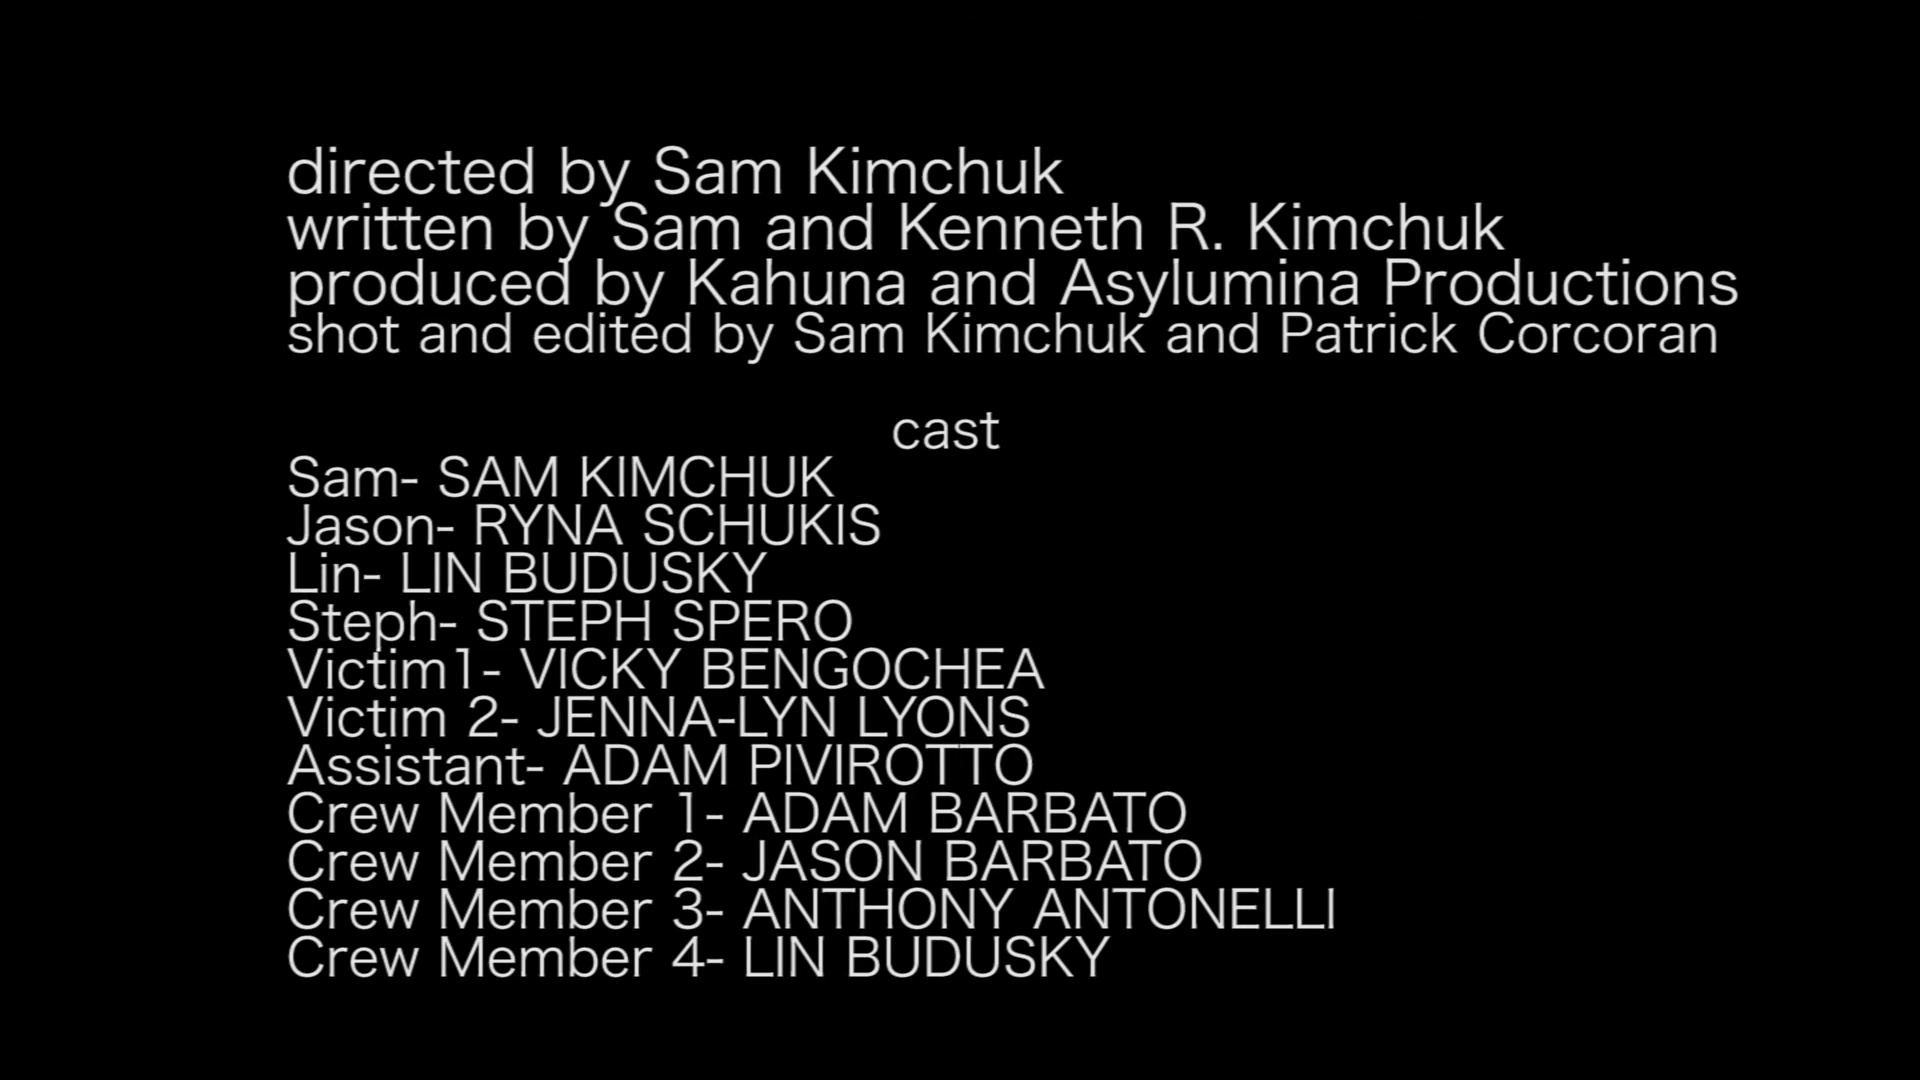 directed by Sam Kimchuk
written by Sam and Kenneth R. Kimchuk
produced by Kahuna and Asylumina Productions
shot and edited by Sam Kimchuk and Patrick Corcoran
cast
Sam- SAM KIMCHUK
Jason- RYNA SCHUKIS
Lin- LIN BUDUSKY
Steph- STEPH SPERO
Victim1- VICKY BENGOCHEA
Victim 2- JENNA-LYN LYONS
Assistant- ADAM PIVIROTTO
Crew Member 1- ADAM BARBATO
Crew Member 2- JASON BARBATO
Crew Member 3- ANTHONY ANTONELLI
Crew Member 4- LIN BUDUSKY